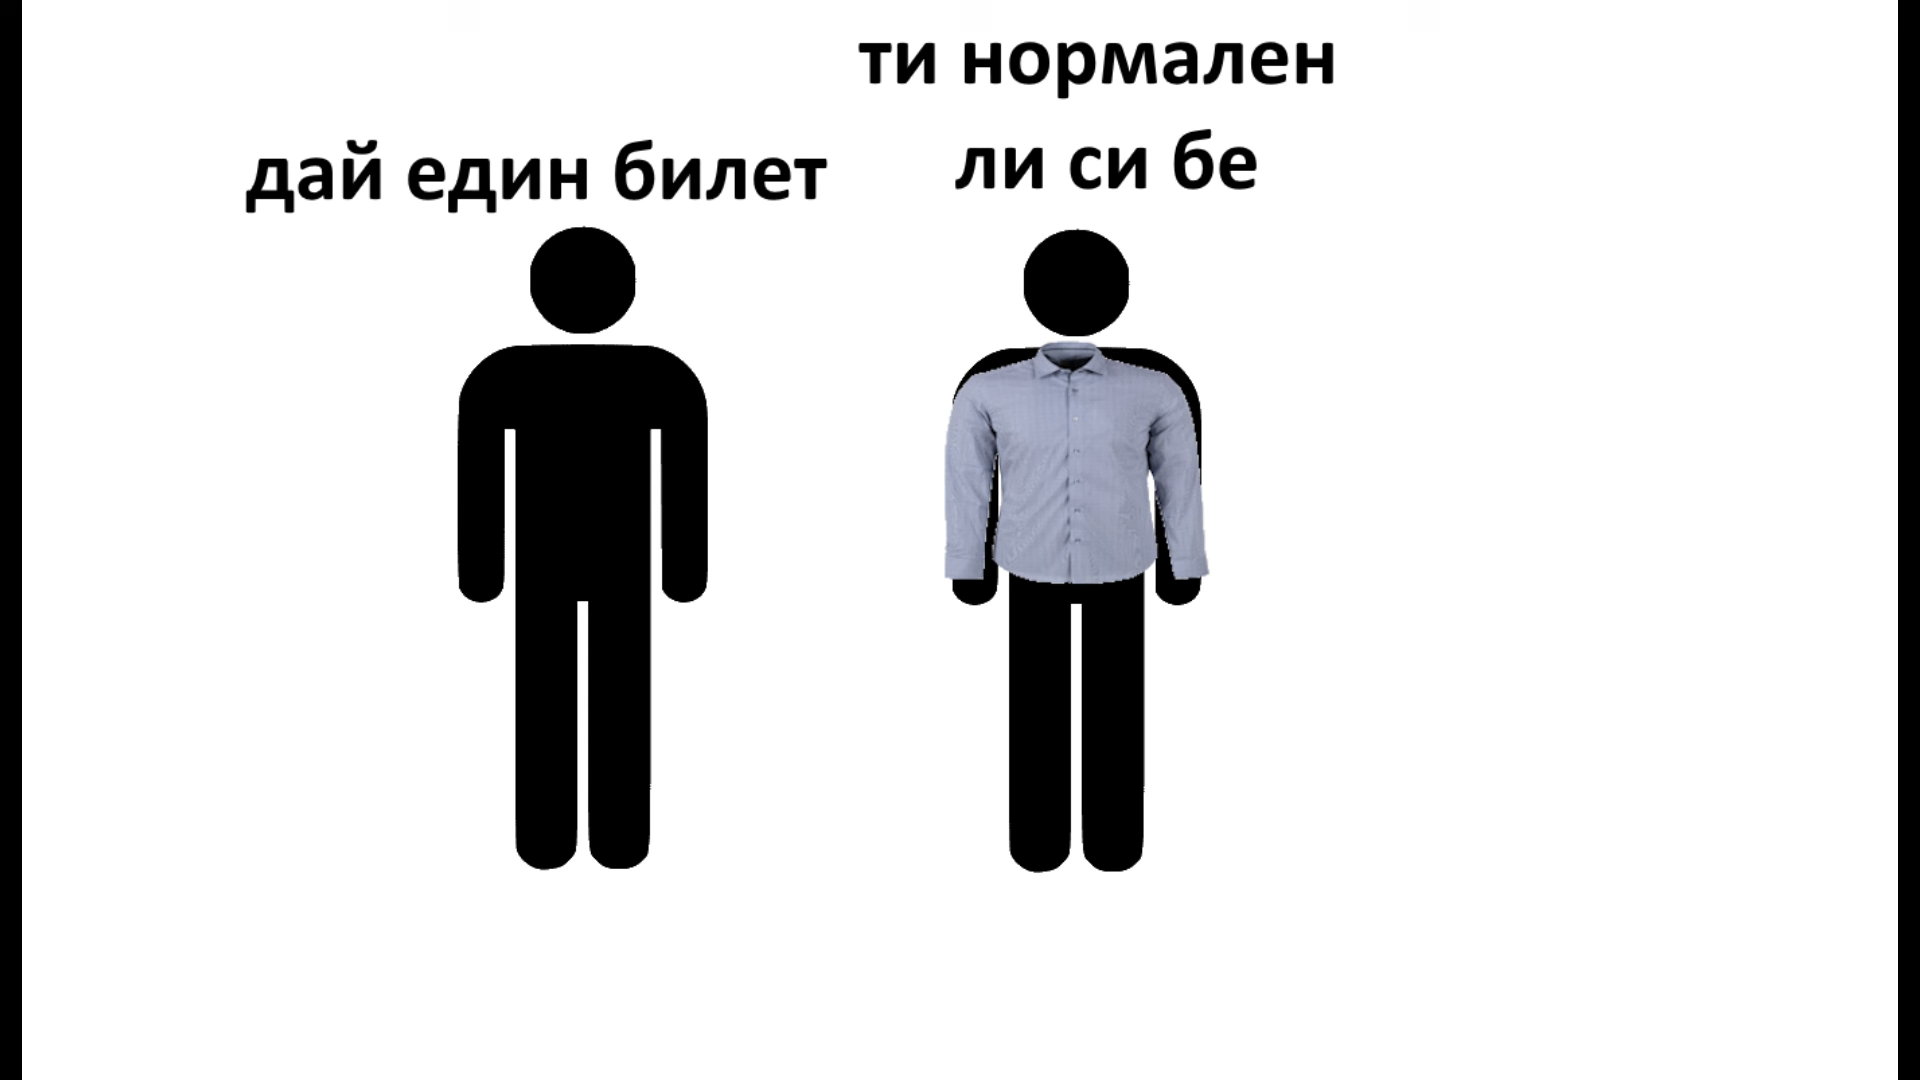 дай един билет
ти нормален
ли си бе